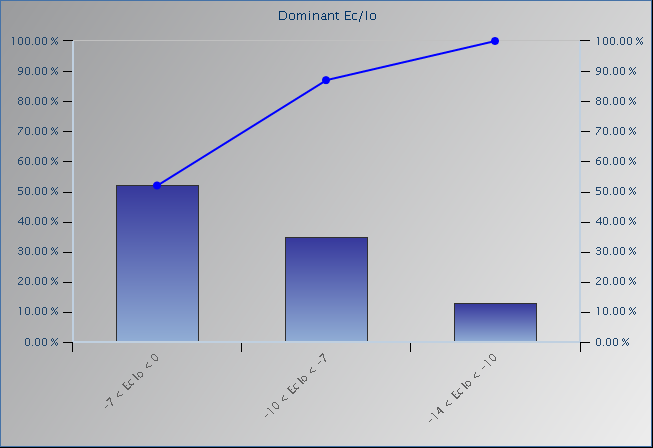 Dominant Ec/Io
100.00 % 100.00 %
90.00 % 90.00 %
80.00 % 80.00 %
70.00 % 70.00 %
60.00 % 60.00 %
50.00 % 50.00 %
40.00 % 40.00 %
30.00 % 30.00 %
20.00 % 20.00 %
10.00 % 10.00 %
0.00 % 0.00 %
-7 < Ec Io < 0
-10 < Ec Io < -7
-14 < Ec Io < -10